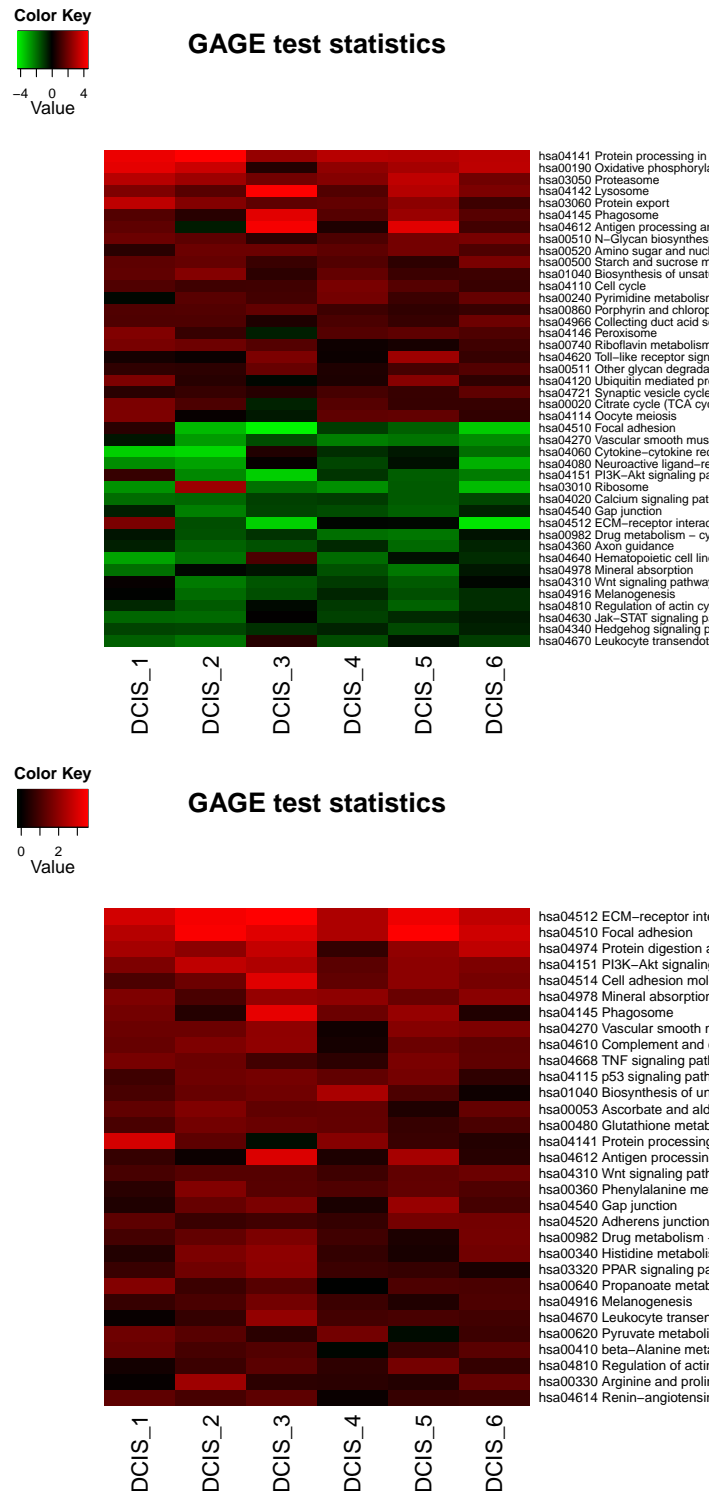 Color Key
GAGE test statistics
−4 0 4
Value
hsa04141 Protein processing in
hsa00190 Oxidative phosphoryla
hsa03050 Proteasome
hsa04142 Lysosome
hsa03060 Protein export
hsa04145 Phagosome
hsa04612 Antigen processing an
hsa00510 N−Glycan biosynthes
hsa00520 Amino sugar and nucl
hsa00500 Starch and sucrose m
hsa01040 Biosynthesis of unsat
hsa04110 Cell cycle
hsa00240 Pyrimidine metabolism
hsa00860 Porphyrin and chlorop
hsa04966 Collecting duct acid se
hsa04146 Peroxisome
hsa00740 Riboflavin metabolism
hsa04620 Toll−like receptor sign
hsa00511 Other glycan degrada
hsa04120 Ubiquitin mediated pr
hsa04721 Synaptic vesicle cycle
hsa00020 Citrate cycle (TCA cyc
hsa04114 Oocyte meiosis
hsa04510 Focal adhesion
hsa04270 Vascular smooth mus
hsa04060 Cytokine−cytokine rec
hsa04080 Neuroactive ligand−re
hsa04151 PI3K−Akt signaling pa
hsa03010 Ribosome
hsa04020 Calcium signaling pat
hsa04540 Gap junction
hsa04512 ECM−receptor interac
hsa00982 Drug metabolism − cy
hsa04360 Axon guidance
hsa04640 Hematopoietic cell line
hsa04978 Mineral absorption
hsa04310 Wnt signaling pathway
hsa04916 Melanogenesis
hsa04810 Regulation of actin cy
hsa04630 Jak−STAT signaling pa
hsa04340 Hedgehog signaling p
hsa04670 Leukocyte transendot
DCIS_1 DCIS_2 DCIS_3 DCIS_4 DCIS_5 DCIS_6
Color Key
GAGE test statistics
0 2
Value
hsa04512 ECM−receptor inte
hsa04510 Focal adhesion
hsa04974 Protein digestion a
hsa04151 PI3K−Akt signaling
hsa04514 Cell adhesion mol
hsa04978 Mineral absorption
hsa04145 Phagosome
hsa04270 Vascular smooth m
hsa04610 Complement and c
hsa04668 TNF signaling path
hsa04115 p53 signaling path
hsa01040 Biosynthesis of un
hsa00053 Ascorbate and ald
hsa00480 Glutathione metab
hsa04141 Protein processing
hsa04612 Antigen processin
hsa04310 Wnt signaling path
hsa00360 Phenylalanine me
hsa04540 Gap junction
hsa04520 Adherens junction
hsa00982 Drug metabolism −
hsa00340 Histidine metabolis
hsa03320 PPAR signaling pa
hsa00640 Propanoate metab
hsa04916 Melanogenesis
hsa04670 Leukocyte transen
hsa00620 Pyruvate metaboli
hsa00410 beta−Alanine meta
hsa04810 Regulation of actin
hsa00330 Arginine and prolin
hsa04614 Renin−angiotensin
DCIS_1 DCIS_2 DCIS_3 DCIS_4 DCIS_5 DCIS_6